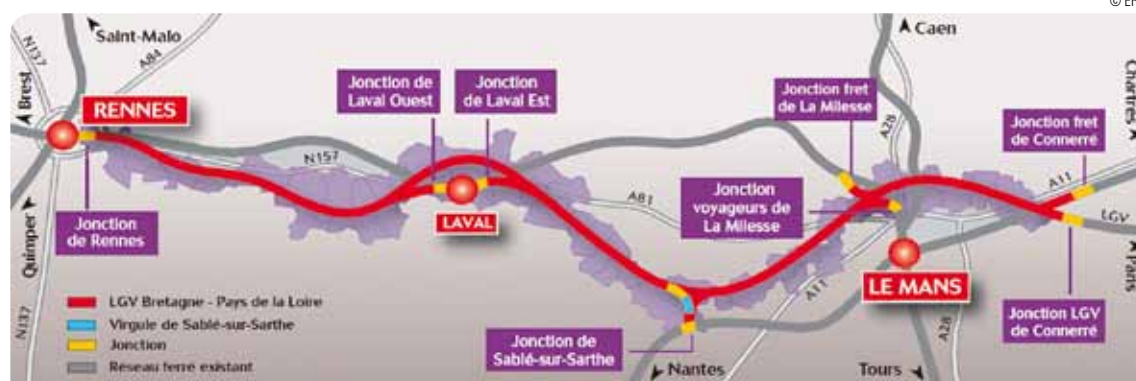 © EF
Saint-Malo
N137
A84
Brest
RENNES
Jonction
de Rennes
Quimper
N137
N157
Jonction de
Laval Ouest
Jonction
de Laval Est
LAVAL
A81
Jonction fret
de La Milesse
Caen
A28
Chartres
Jonction fret
de Connerré
A11
LGV
Paris
Jonction
voyageurs de
La Milesse
LE MANS
A11
A28
Jonction LGV
de Connerré
LGV Bretagne - Pays de la Loire
Virgule de Sablé-sur-Sarthe
Jonction
Réseau ferré existant
Jonction de
Sablé-sur-Sarthe
Nantes
Tours